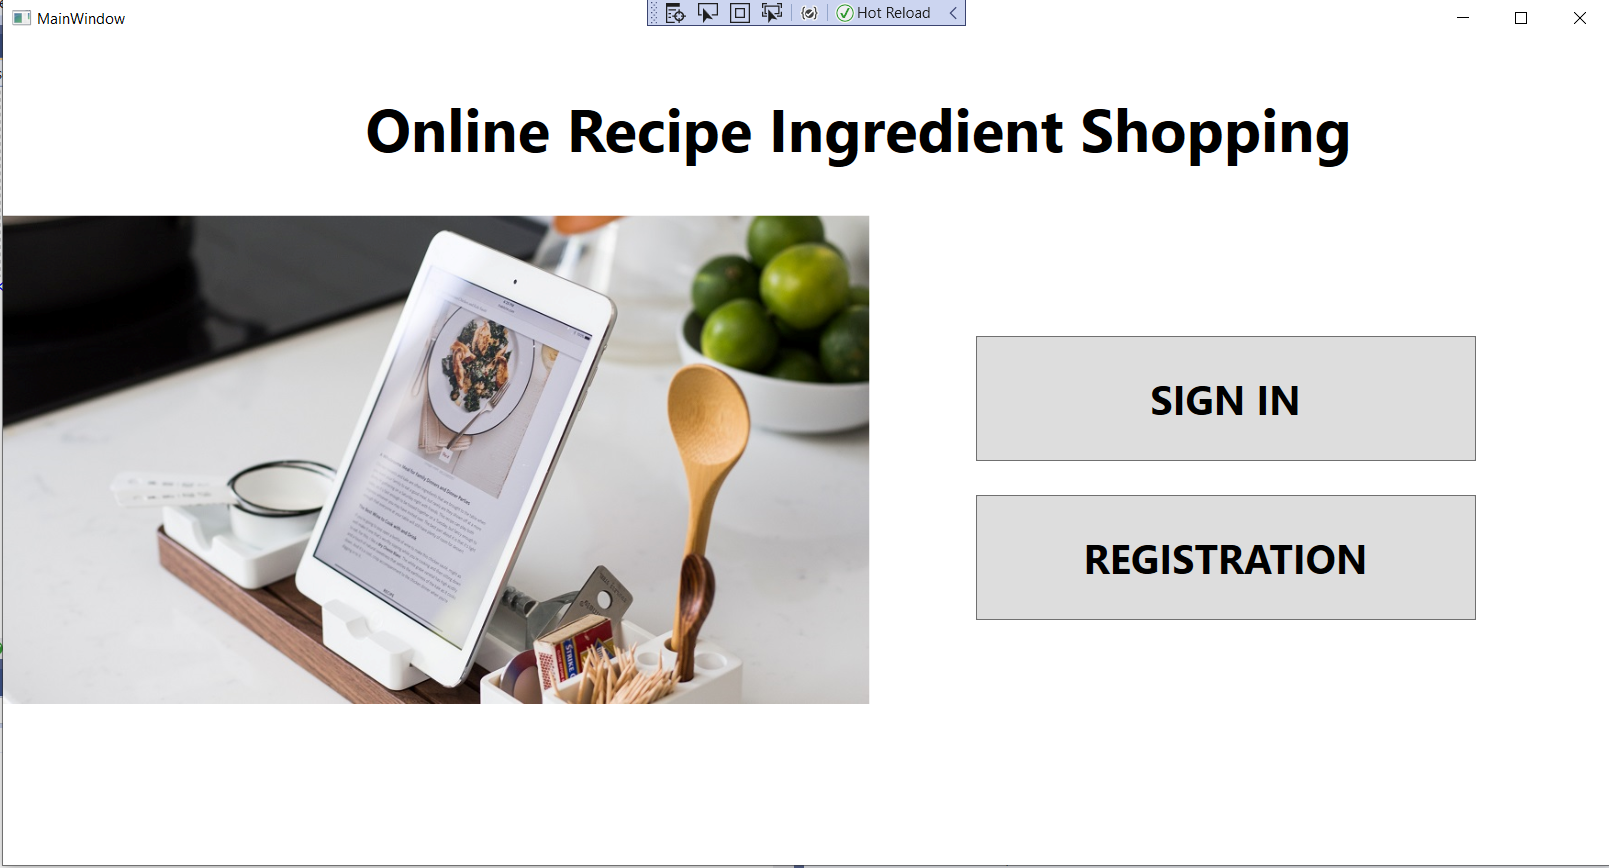 MainWindow
Hot Reload
Online Recipe Ingredient Shopping
SIGN IN
REGISTRATION